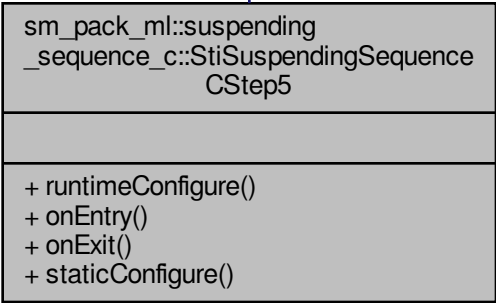 sm_pack_ml::suspending
_sequence_c::StiSuspendingSequence
CStep5
+ runtimeConfigure()
+ onEntry()
+ onExit()
+ staticConfigure()